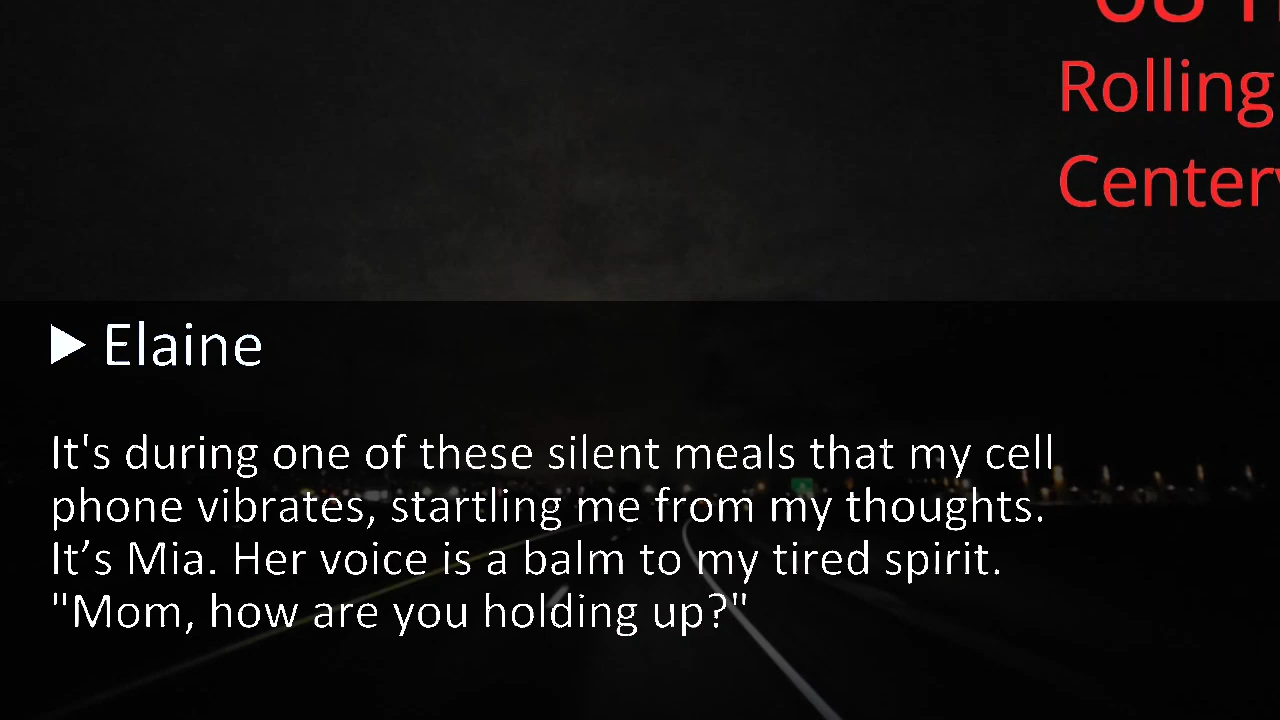 Rolling
Elaine
It's during one of these silent meals that my cell
phone vibrates, startling me from my thoughts.
It’s Mia. Her voice is a balm to my tired spirit.
"Mom, how are you holding up?"